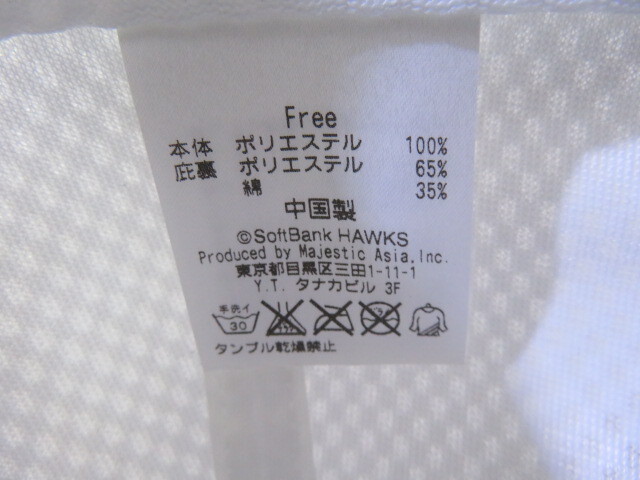 Free
本体 ポリエステル 100%
庇裏 ポリエステル 65%
綿 35%
中国製
©SoftBank HAWKS
Produced by Majestic Asia,Inc.
東京都目黒区三田1-11-1
Y.T. タナカビル 3F
手洗イ
30
タンブル乾燥禁止